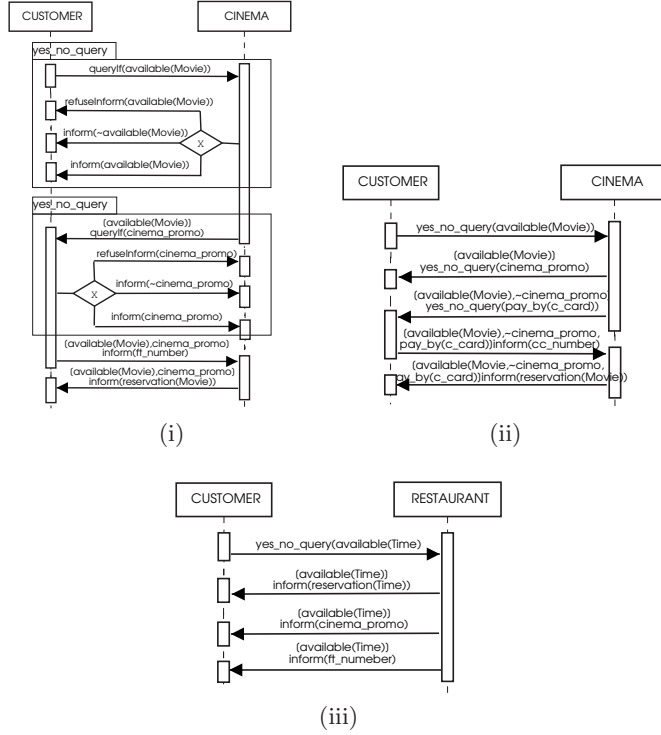 CUSTOMER CINEMA
yes_no_query
queryIf(available(Movie))
refuseInform(available(Movie))
inform(~available(Movie))
X
inform(available(Movie))
yes_no_query
[available(Movie)]
queryIf(cinema_promo)
refuseInform(cinema_promo)
inform(~cinema_promo)
X
inform(cinema_promo)
[available(Movie),cinema_promo]
inform(ft_number)
[available(Movie),cinema_promo]
inform(reservation(Movie))
(i)
CUSTOMER CINEMA
yes_no_query(available(Movie))
[available(Movie)]
yes_no_query(cinema_promo)
[available(Movie),~cinema_promo]
yes_no_query(pay_by(c_card))
[available(Movie),~cinema_promo,
pay_by(c_card)]inform(cc_number)
[available(Movie,~cinema_promo,
pay_by(c_card)]inform(reservation(Movie))
(ii)
CUSTOMER RESTAURANT
yes_no_query(available(Time)
[available(Time)]
inform(reservation(Time))
[available(Time)]
inform(cinema_promo)
[available(Time)]
inform(ft_numeber)
(iii)